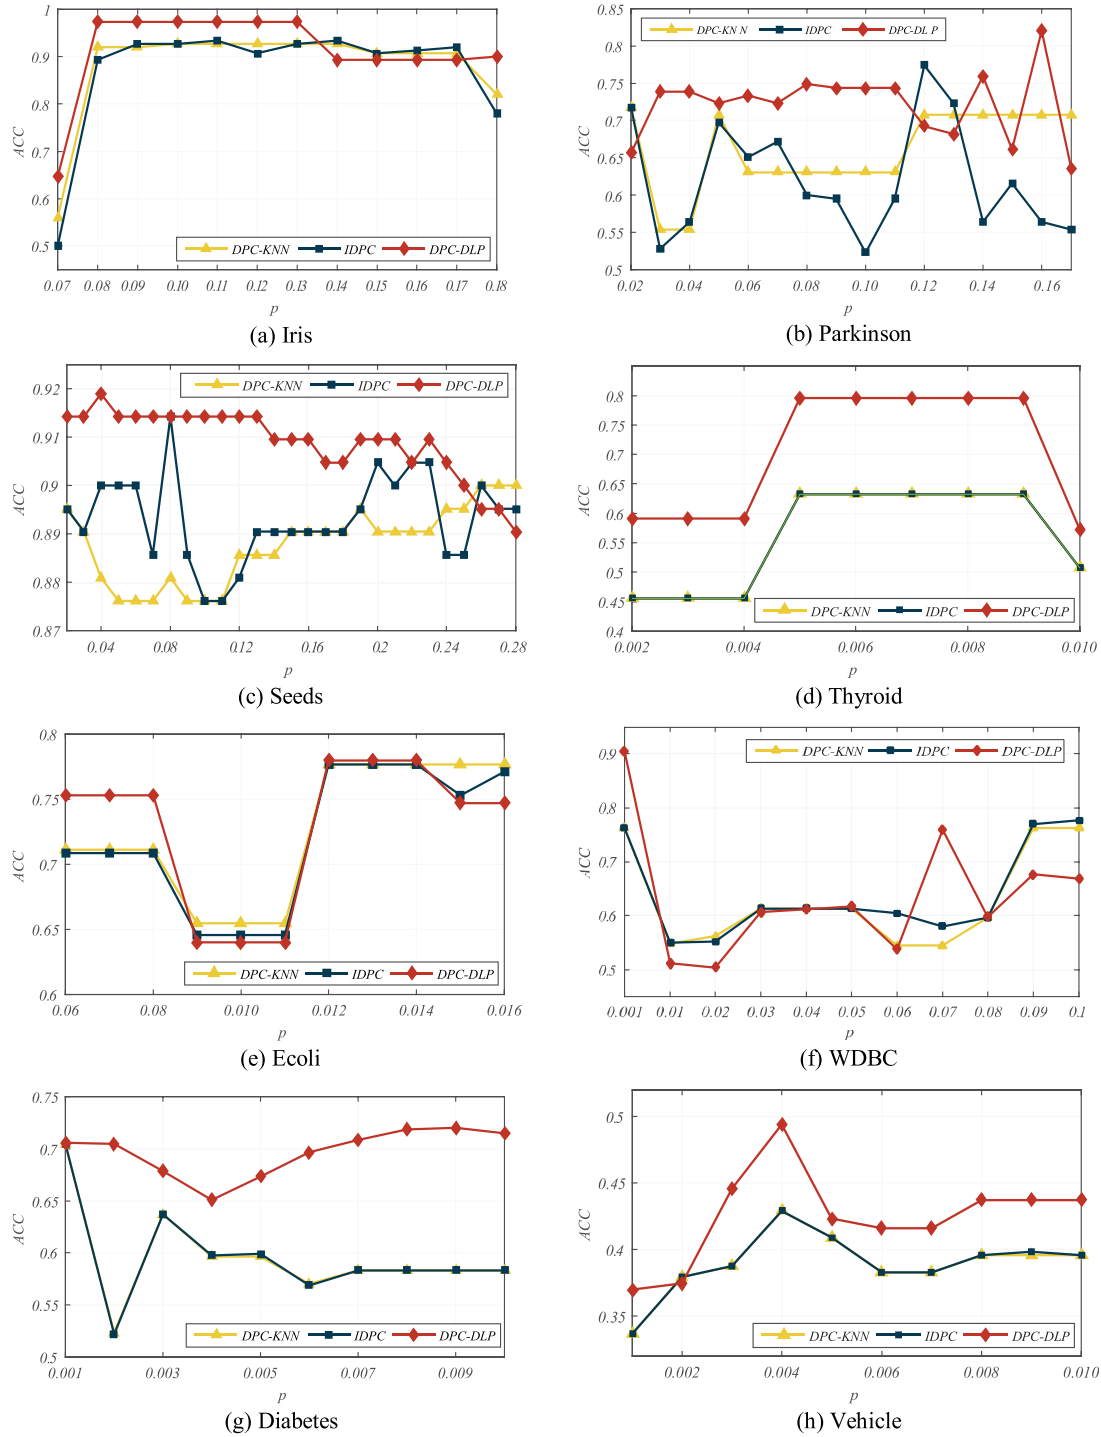 1
0.9
0.8
0.7
0.6
0.5
ACC
DPC-KNN IDPC DPC-DLP
0.07 0.08 0.09 0.10 0.11 0.12 0.13 0.14 0.15 0.16 0.17 0.18
p
(a) Iris
0.85
0.8
0.75
0.7
0.65
0.6
0.55
0.5
ACC
DPC-KN N IDPC DPC-DL P
0.02 0.04 0.06 0.08 0.10 0.12 0.14 0.16
p
(b) Parkinson
0.92
0.91
0.9
0.89
0.88
0.87
ACC
DPC-KNN IDPC DPC-DLP
0.04 0.08 0.12 0.16 0.2 0.24 0.28
p
(c) Seeds
0.8
0.75
0.7
0.65
0.6
0.55
0.5
0.45
0.4
ACC
DPC-KNN IDPC DPC-DLP
0.002 0.004 0.006 0.008 0.010
p
(d) Thyroid
0.8
0.75
0.7
0.65
0.6
ACC
DPC-KNN IDPC DPC-DLP
0.06 0.08 0.010 0.012 0.014 0.016
p
(e) Ecoli
0.9
0.8
0.7
0.6
0.5
ACC
DPC-KNN IDPC DPC-DLP
0.001 0.01 0.02 0.03 0.04 0.05 0.06 0.07 0.08 0.09 0.1
p
(f) WDBC
0.75
0.7
0.65
0.6
0.55
0.5
ACC
DPC-KNN IDPC DPC-DLP
0.001 0.003 0.005 0.007 0.009
p
(g) Diabetes
0.5
0.45
0.4
0.35
ACC
DPC-KNN IDPC DPC-DLP
0.002 0.004 0.006 0.008 0.010
p
(h) Vehicle